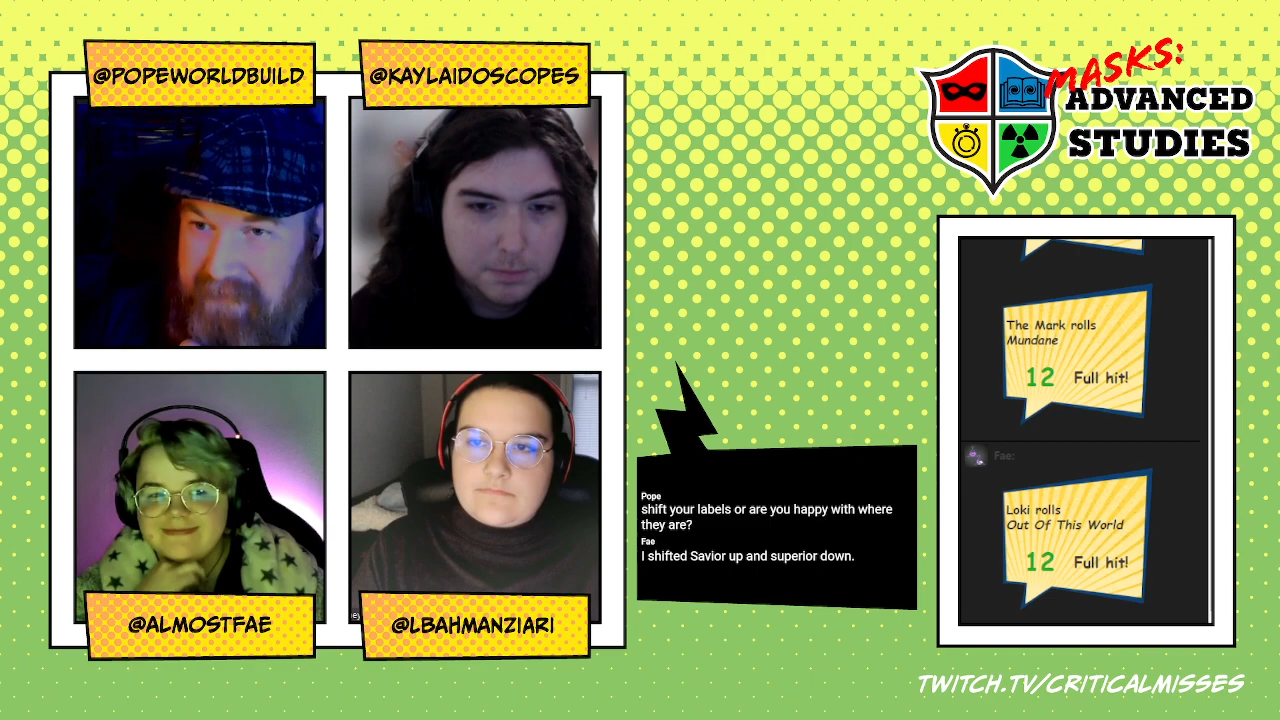 @POPEWORLDBUILD
@KAYLAIDOSCOPES
@ALMOSTFAE
@LBAHMANZIARI
Pope
shift your labels or are you happy with where
they are?
Fae
I shifted Savior up and superior down.
MASKS:
ADVANCED
STUDIES
The Mark rolls
Mundane
12 Full hit!
Fae:
Loki rolls
Out Of This World
12 Full hit!
TWITCH.TV/CRITICALMISSES